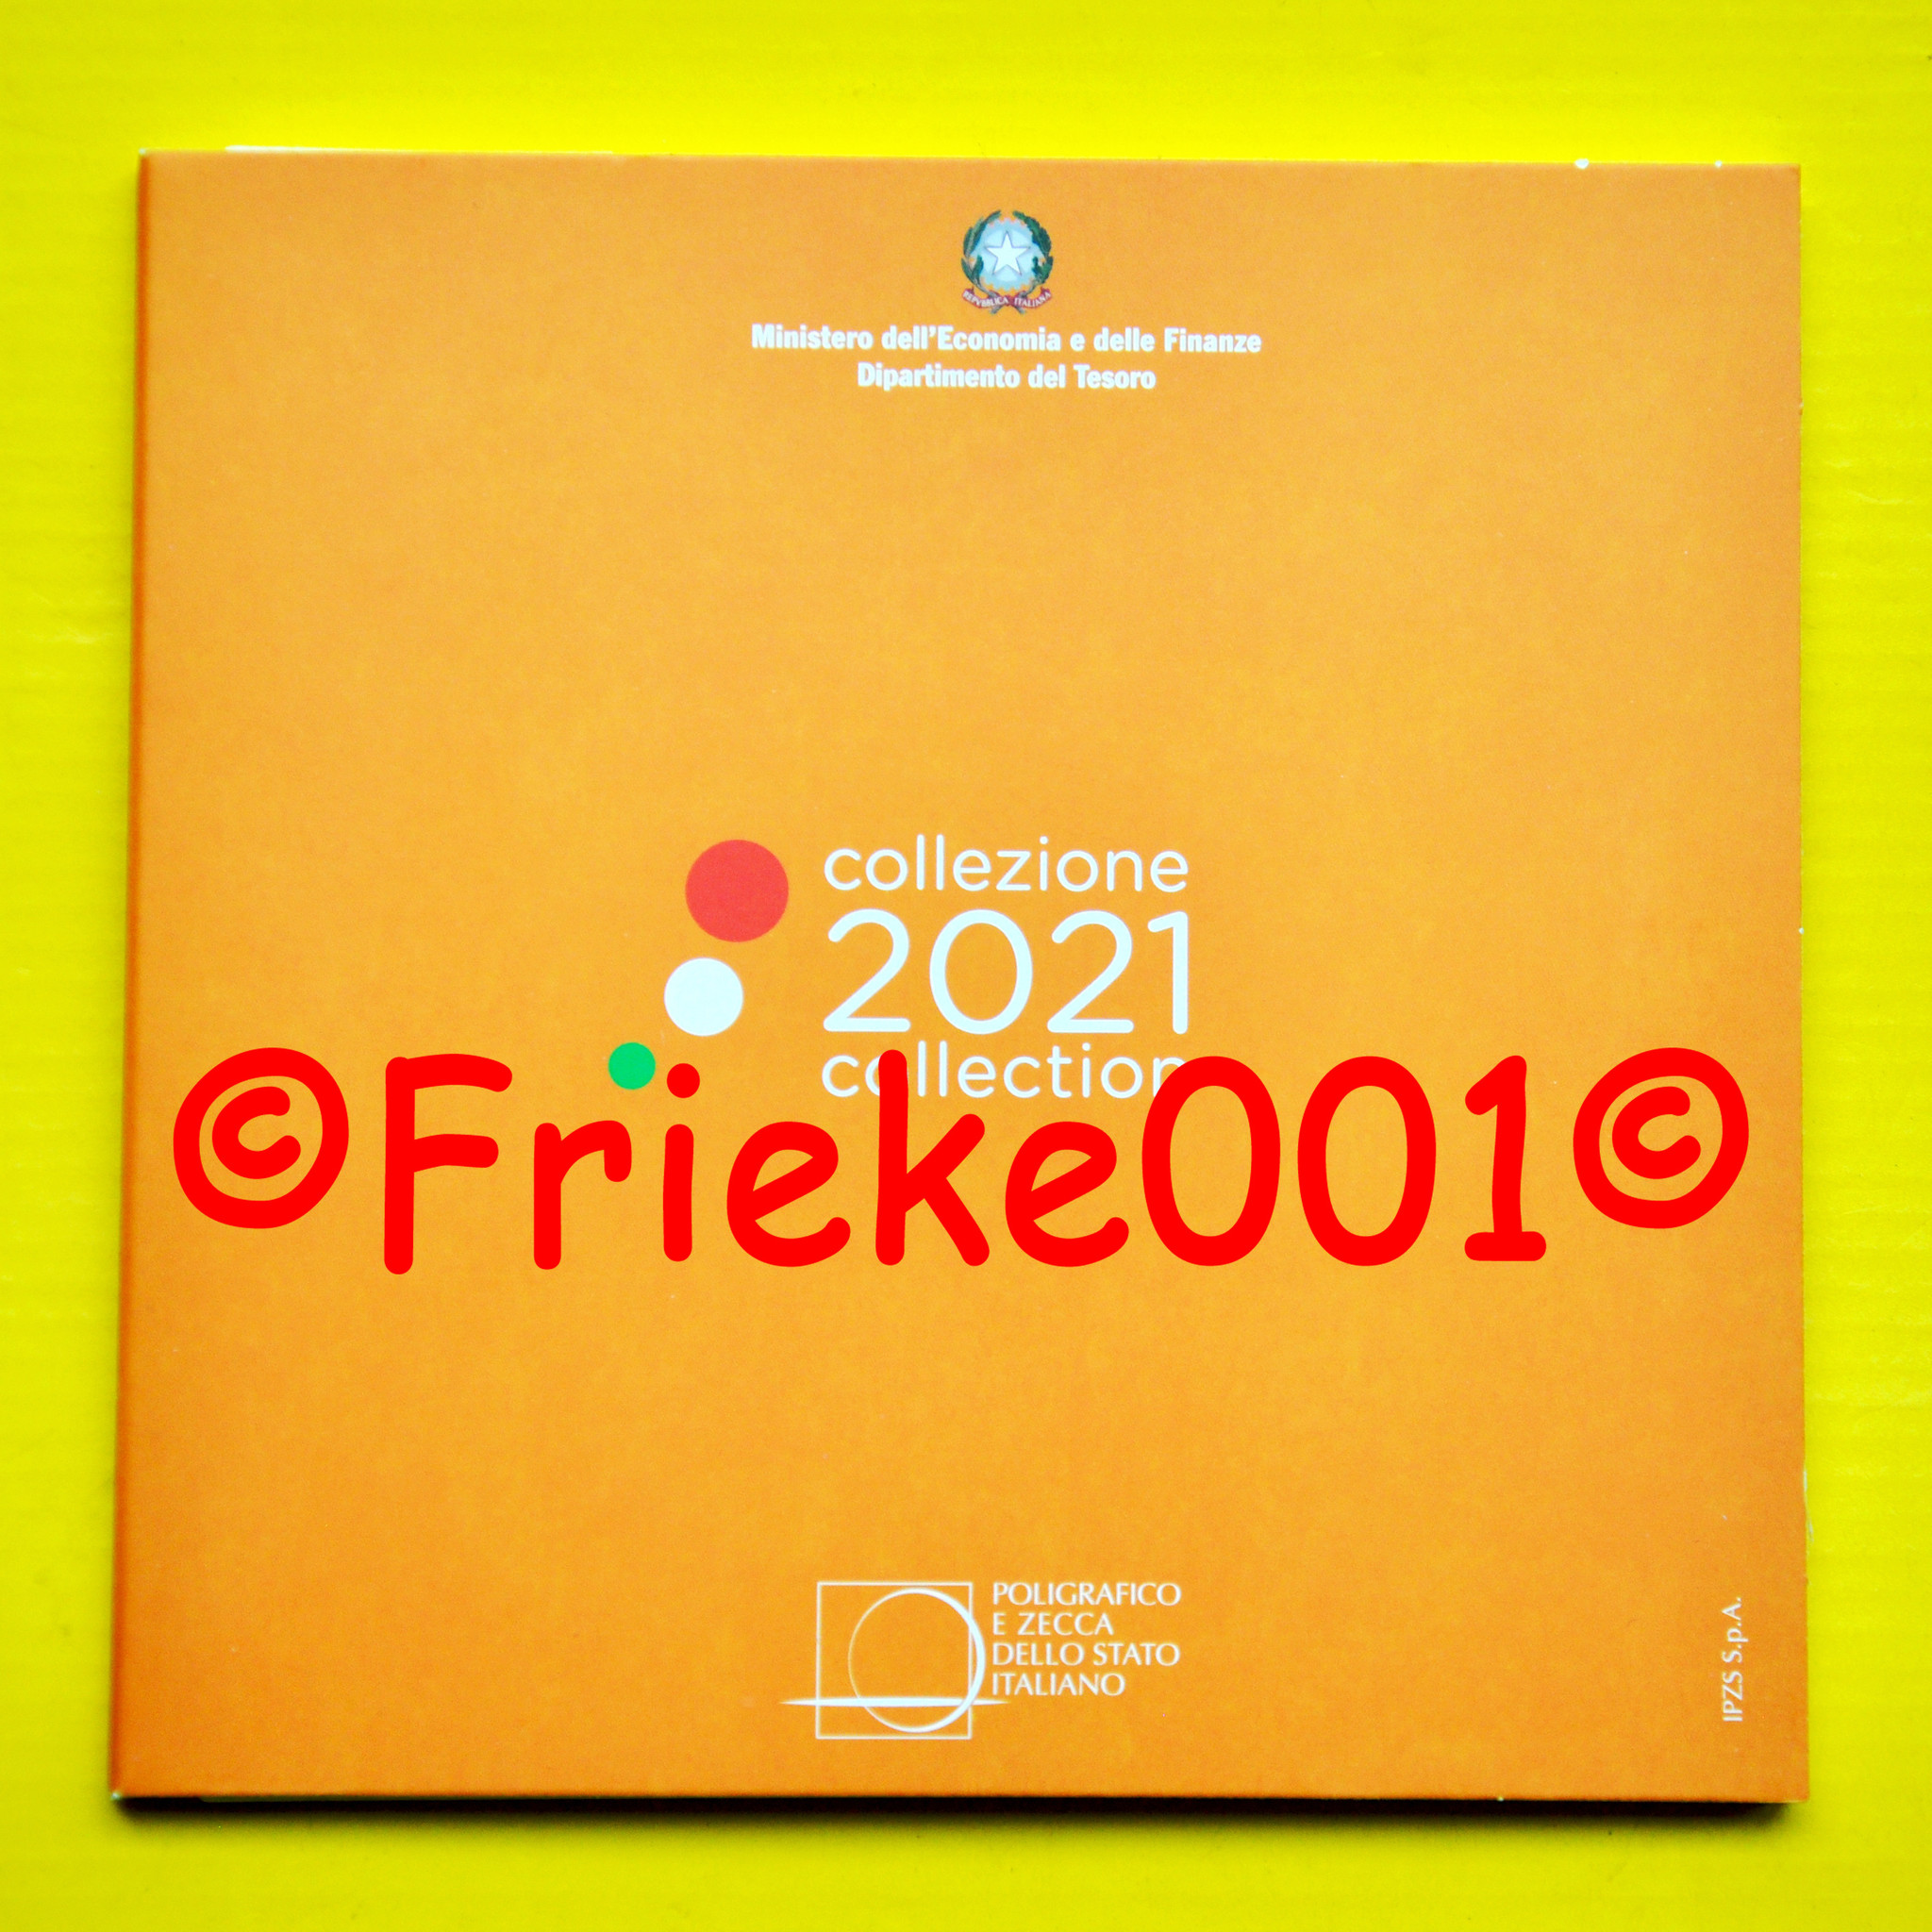 REPVBBLICA ITALIANA
Ministero dell'Economia e delle Finanze
Dipartimento del Tesoro
collezione
2021
collection
©Frieke001©
POLIGRAFICO
E ZECCA
DELLO STATO
ITALIANO
IPZS S.p.A.